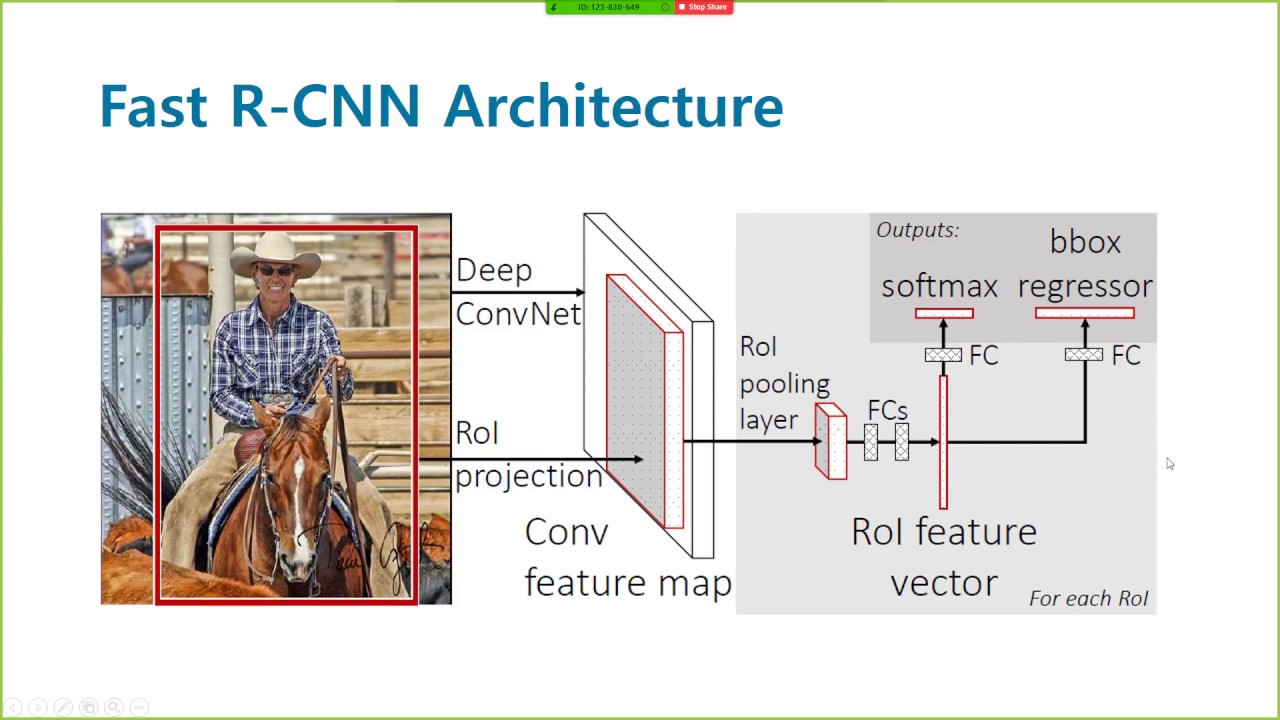 ID: 123-830-649
Stop Share
Fast R-CNN Architecture
Deep
ConvNet
RoI
projection
Conv
feature map
RoI
pooling
layer
FCs
Outputs:
softmax
bbox
regressor
FC
FC
RoI feature
vector
For each RoI